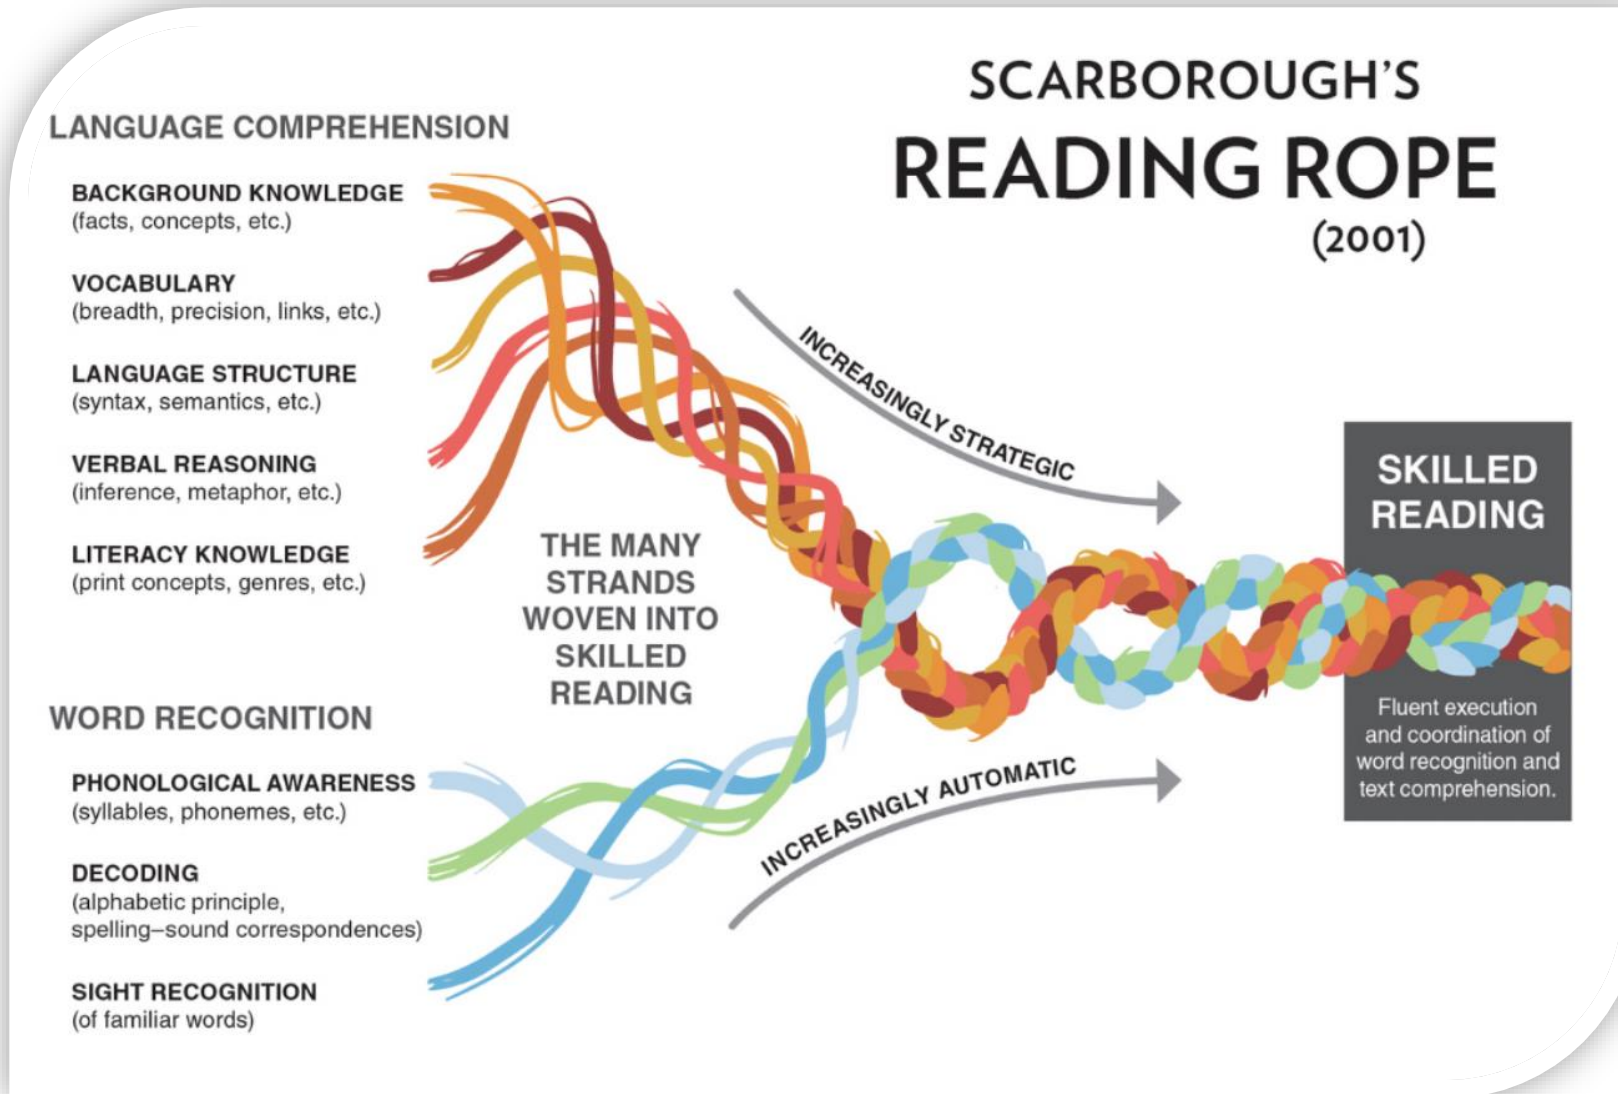 SCARBOROUGH'S
READING ROPE
(2001)
LANGUAGE COMPREHENSION
BACKGROUND KNOWLEDGE
(facts, concepts, etc.)
VOCABULARY
(breadth, precision, links, etc.)
LANGUAGE STRUCTURE
(syntax, semantics, etc.)
VERBAL REASONING
(inference, metaphor, etc.)
LITERACY KNOWLEDGE
(print concepts, genres, etc.)
WORD RECOGNITION
PHONOLOGICAL AWARENESS
(syllables, phonemes, etc.)
DECODING
(alphabetic principle,
spelling–sound correspondences)
SIGHT RECOGNITION
(of familiar words)
THE MANY
STRANDS
WOVEN INTO
SKILLED
READING
INCREASINGLY STRATEGIC
INCREASINGLY AUTOMATIC
SKILLED
READING
Fluent execution
and coordination of
word recognition and
text comprehension.